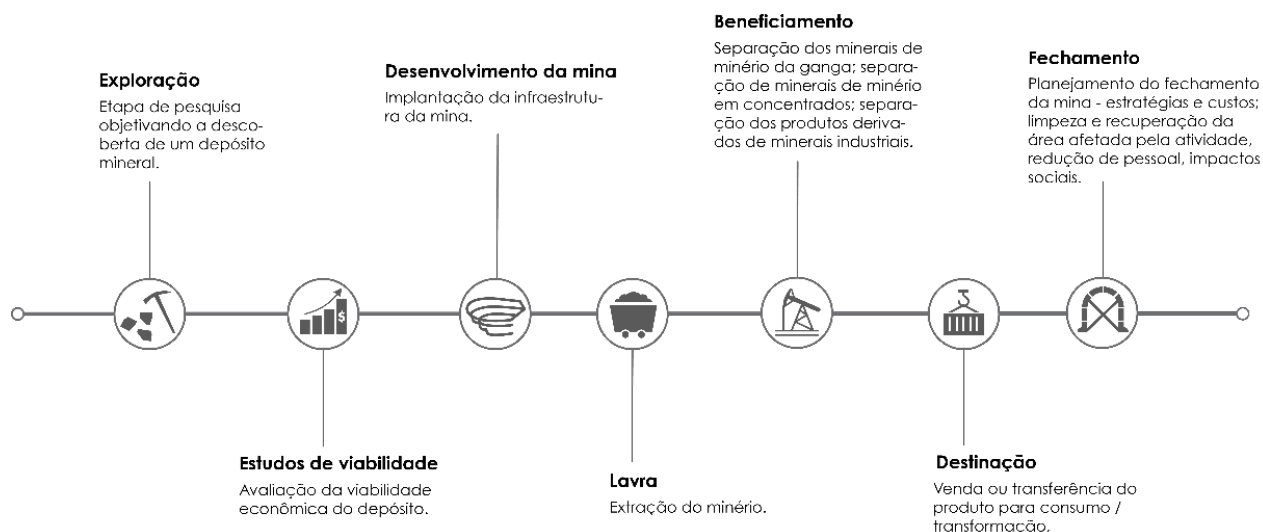 Exploração
Etapa de pesquisa
objetivando a desco-
berta de um depósito
mineral.
Estudos de viabilidade
Avaliação da viabilidade
econômica do depósito.
Desenvolvimento da mina
Implantação da infraestrutu-
ra da mina.
Lavra
Extração do minério.
Beneficiamento
Separação dos minerais de
minério da ganga; separa-
ção de minerais de minério
em concentrados; separa-
ção dos produtos deriva-
dos de minerais industriais.
Destinação
Venda ou transferência do
produto para consumo /
transformação,
Fechamento
Planejamento do fechamento
da mina - estratégias e custos;
limpeza e recuperação da
área afetada pela atividade,
redução de pessoal, impactos
sociais.
$